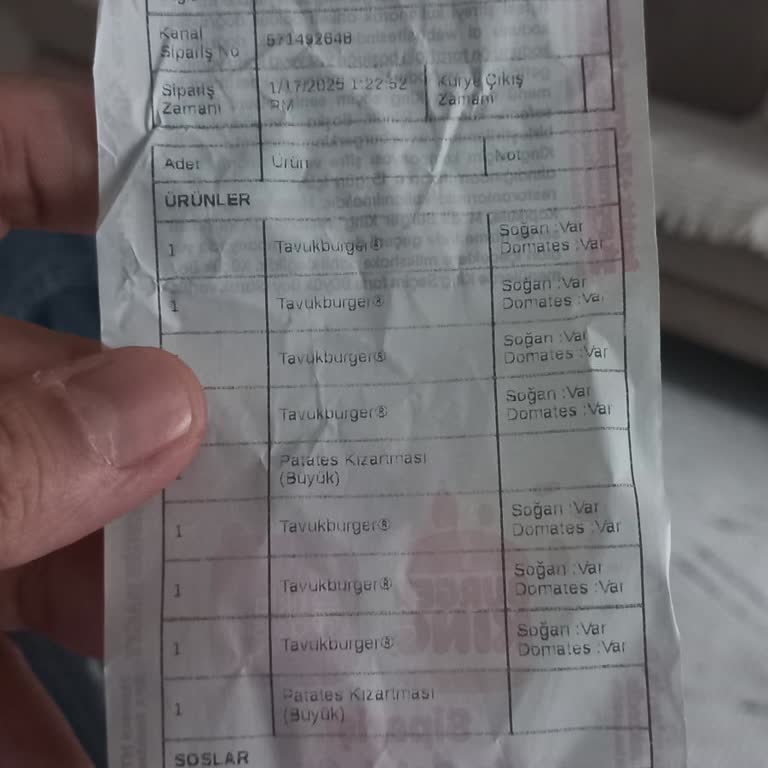 Kanal
Sipariş No 571492648
Sipariş 1/17/2025 1:22:52 Kurye Çıkış
Zamanı PM Zamanı
Adet Ürün Not
ÜRÜNLER
1 Tavukburger® Soğan :Var
Domates :Var
1 Tavukburger® Soğan :Var
Domates :Var
Tavukburger® Soğan :Var
Domates :Var
Tavukburger® Soğan :Var
Domates :Var
Patates Kızartması
(Büyük)
1 Tavukburger® Soğan :Var
Domates :Var
1 Tavukburger® Soğan :Var
Domates :Var
1 Tavukburger® Soğan :Var
Domates :Var
1 Patates Kızartması
(Büyük)
SOSLAR